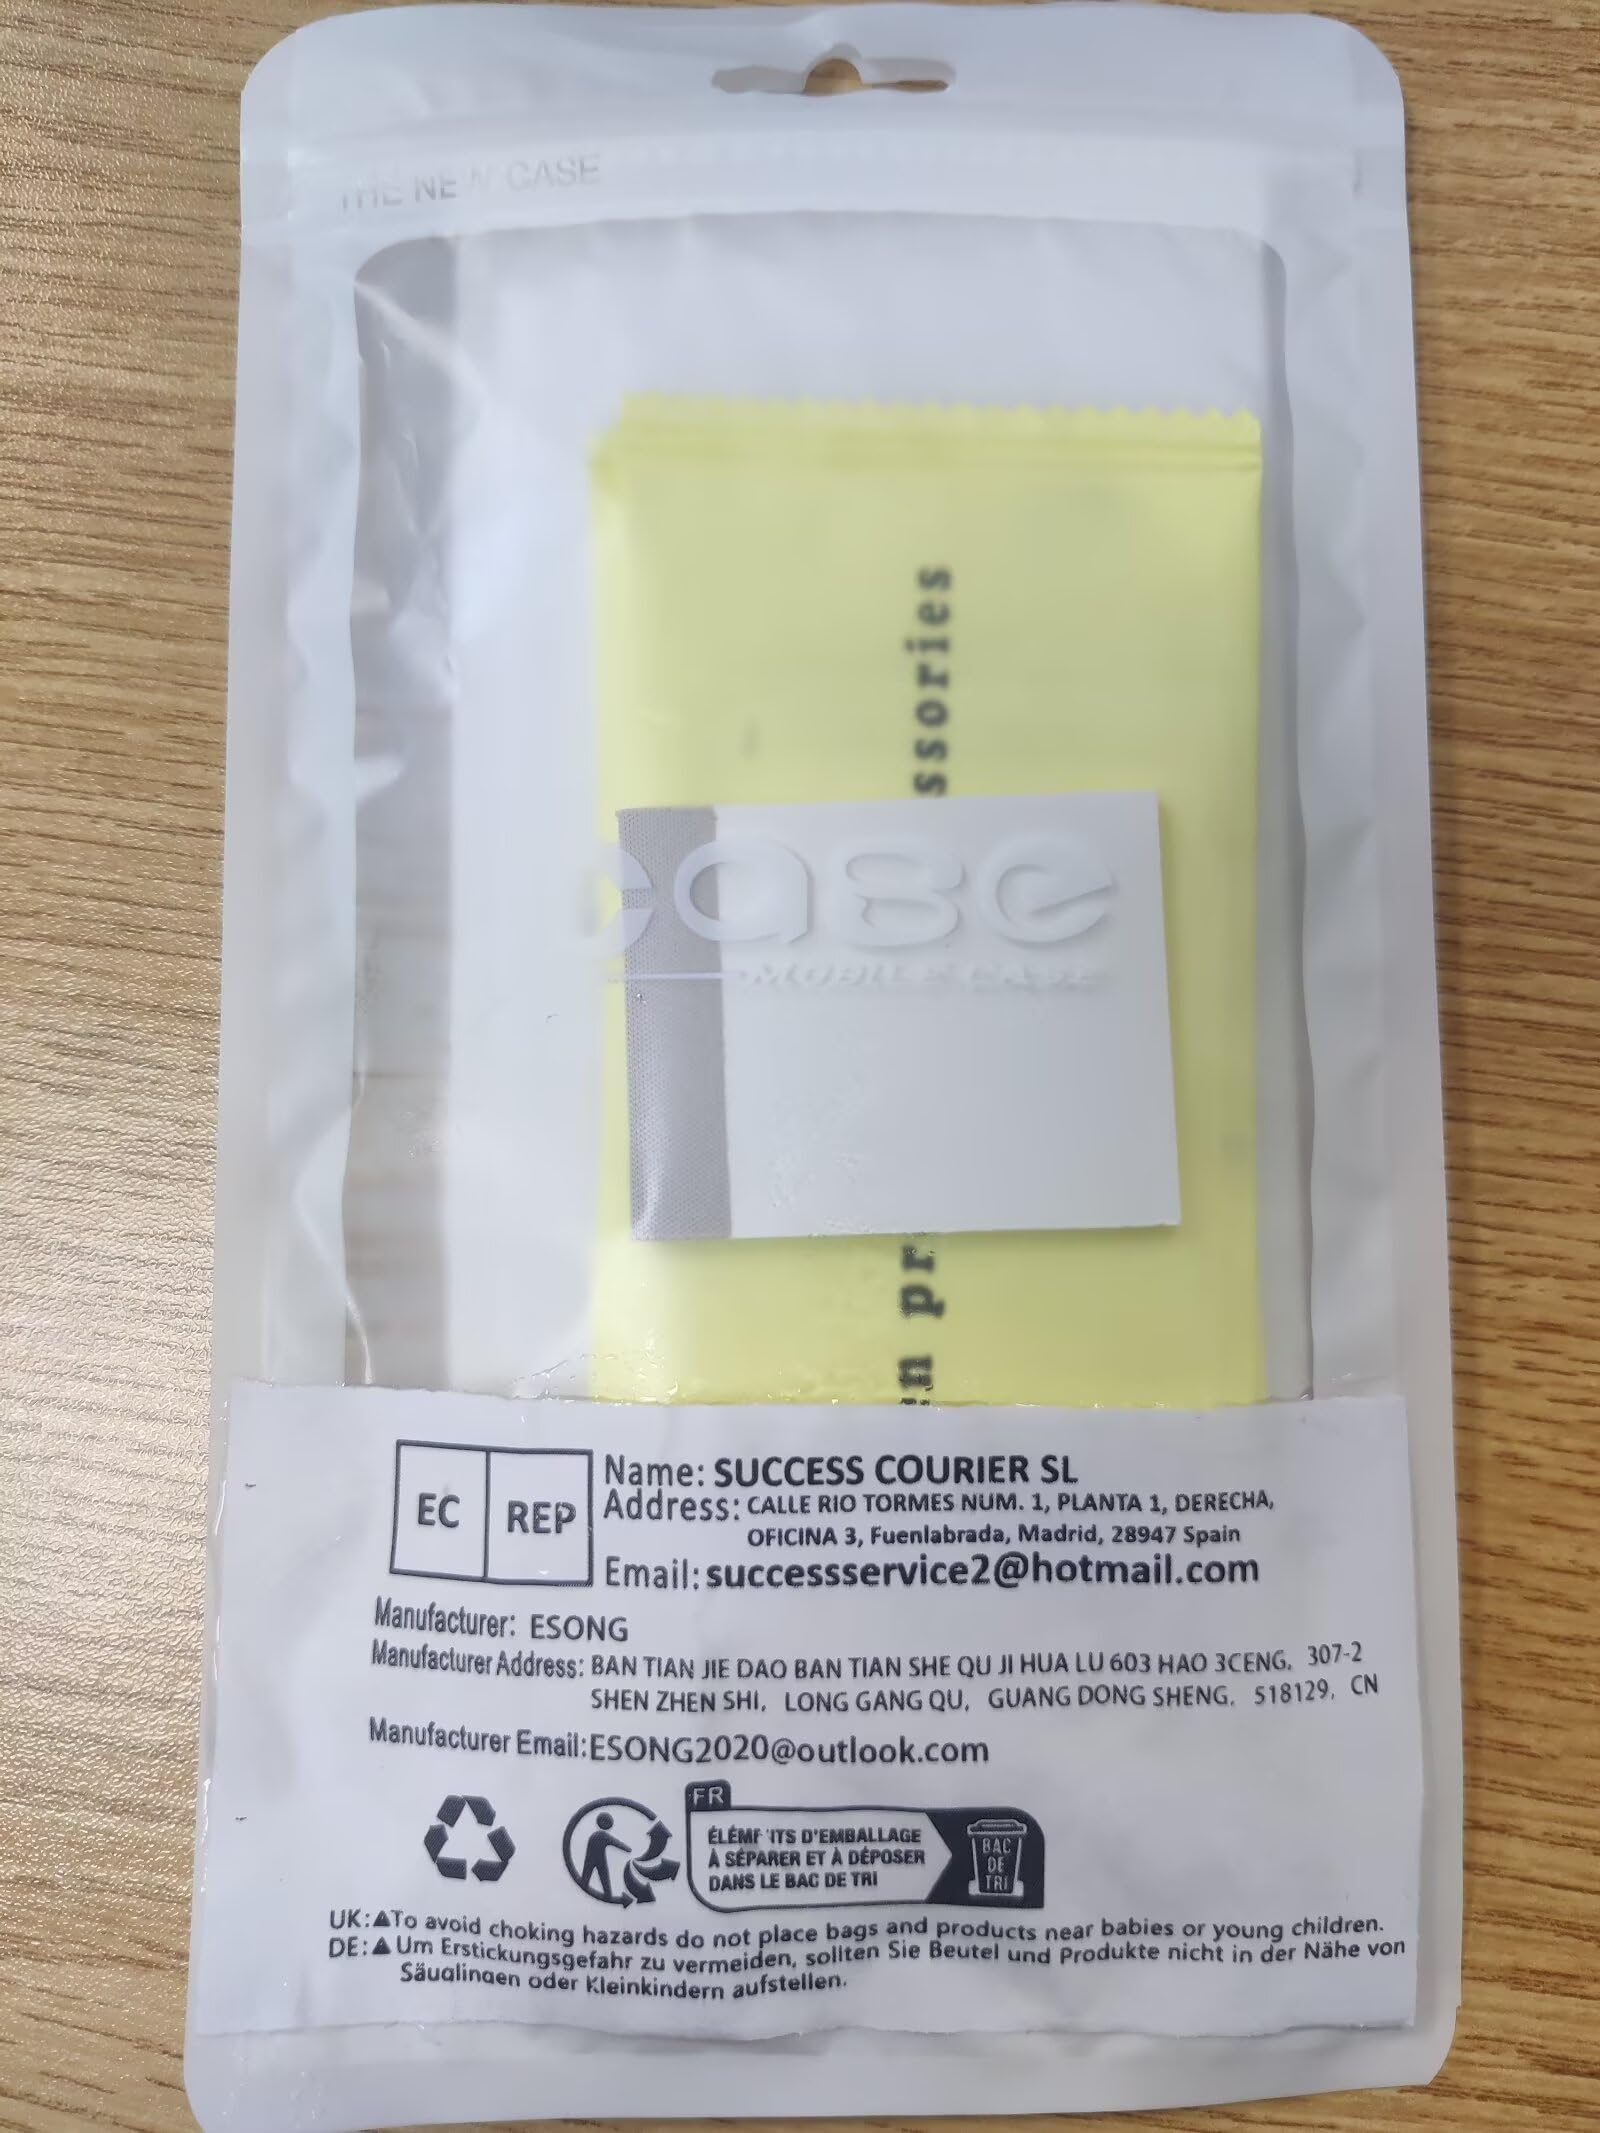 THE NEW CASE
ssories
case
MOBILE CASE
pr
EC REP
Name: SUCCESS COURIER SL
Address: CALLE RIO TORMES NUM. 1, PLANTA 1, DERECHA,
OFICINA 3, Fuenlabrada, Madrid, 28947 Spain
Email: successservice2@hotmail.com
Manufacturer: ESONG
Manufacturer Address: BAN TIAN JIE DAO BAN TIAN SHE QU JI HUA LU 603 HAO 3CENG, 307-2
SHEN ZHEN SHI, LONG GANG QU, GUANG DONG SHENG, 518129, CN
Manufacturer Email:ESONG2020@outlook.com
FR
ÉLÉMENTS D'EMBALLAGE
À SÉPARER ET À DÉPOSER
DANS LE BAC DE TRI
BAC
DE
TRI
UK:▲To avoid choking hazards do not place bags and products near babies or young children.
DE:▲Um Erstickungsgefahr zu vermeiden, sollten Sie Beutel und Produkte nicht in der Nähe von
Säuglingen oder Kleinkindern aufstellen.